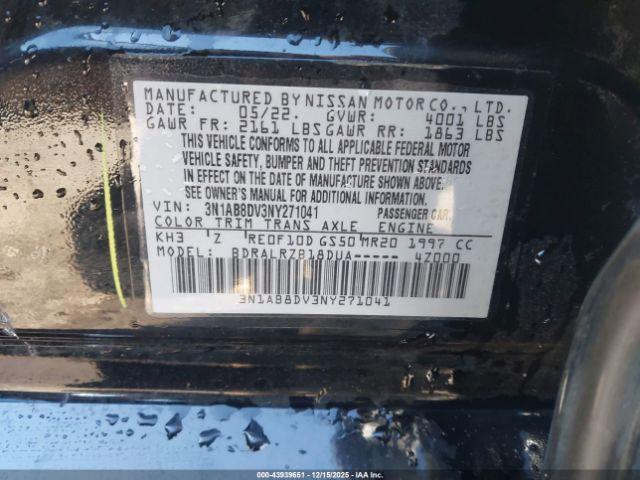 MANUFACTURED BY NISSAN MOTOR CO., LTD.
DATE: 05/22. GVWR: 4001 LBS
GAWR FR: 2161 LBS GAWR RR: 1863 LBS
THIS VEHICLE CONFORMS TO ALL APPLICABLE FEDERAL MOTOR
VEHICLE SAFETY, BUMPER AND THEFT PREVENTION STANDARDS
IN EFFECT ON THE DATE OF MANUFACTURE SHOWN ABOVE.
SEE OWNER'S MANUAL FOR ADDITIONAL INFORMATION.
VIN: 3N1AB8DV3NY271041 PASSENGER CAR.
COLOR TRIM TRANS AXLE ENGINE
KH3 Z RE0F10D GS50 MR20 1997 CC
MODEL: BDRALRZB18DUA----- 4Z000
3N1AB8DV3NY271041
000-43939651 - 12/15/2025 - COPART